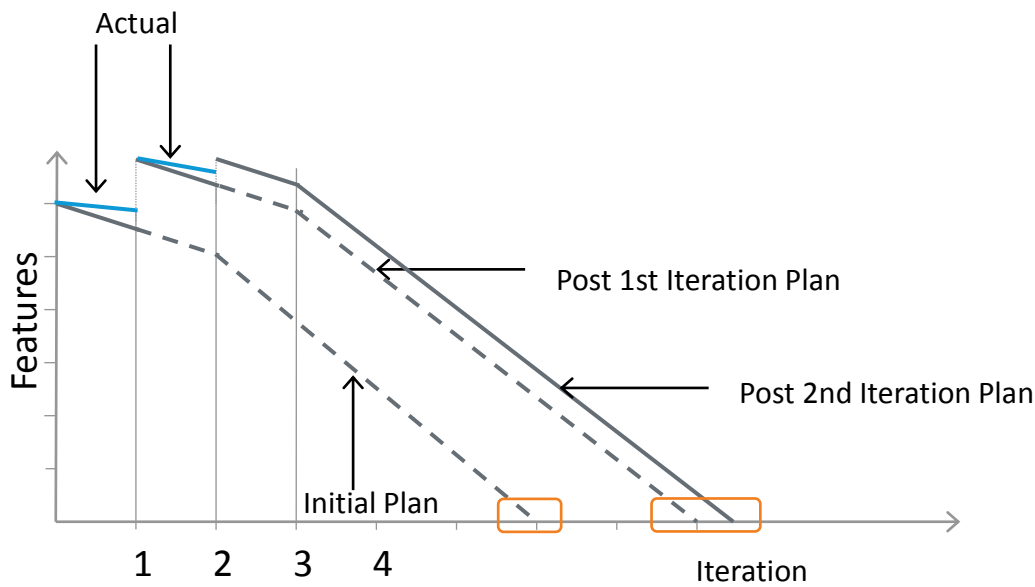 Actual
Features
Post 1st Iteration Plan
Post 2nd Iteration Plan
Initial Plan
1 2 3 4
Iteration